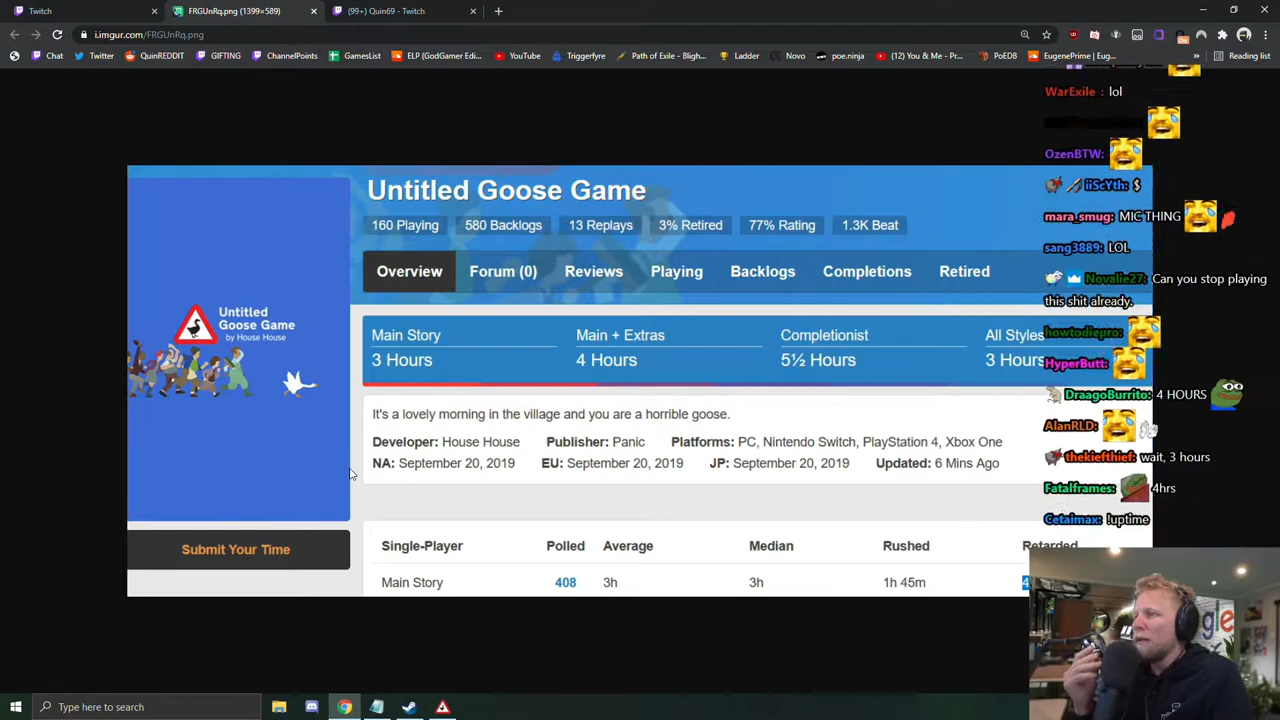 Twitch
FRGUnRq.png (1399×589)
(99+) Quin69 - Twitch
i.imgur.com/FRGUnRq.png
Chat
Twitter
QuinREDDIT
GIFTING
ChannelPoints
GamesList
ELP (GodGamer Edi...
YouTube
Triggerfyre
Path of Exile - Bligh...
Ladder
Novo
poe.ninja
(12) You & Me - Pr...
PoEDB
EugenePrime | Eug...
Reading list
Untitled Goose Game
160 Playing
580 Backlogs
13 Replays
3% Retired
77% Rating
1.3K Beat
Overview
Forum (0)
Reviews
Playing
Backlogs
Completions
Retired
Untitled
Goose Game
by House House
Main Story
3 Hours
Main + Extras
4 Hours
Completionist
5½ Hours
All Styles
3 Hours
It's a lovely morning in the village and you are a horrible goose.
Developer: House House Publisher: Panic Platforms: PC, Nintendo Switch, PlayStation 4, Xbox One
NA: September 20, 2019 EU: September 20, 2019 JP: September 20, 2019 Updated: 6 Mins Ago
Submit Your Time
Single-Player Polled Average Median Rushed Retarded
Main Story 408 3h 3h 1h 45m 4
WarExile : lol
OzenBTW:
iiScYth: $
mara_smug: MIC THING
sang3889: LOL
Novalie27: Can you stop playing
this shit already.
howtodiepro:
HyperButt:
DraagoBurrito: 4 HOURS
AlanRLD:
thekiefthief: wait, 3 hours
Fatalframes: 4hrs
Cetaimax: !uptime
gle
Type here to search